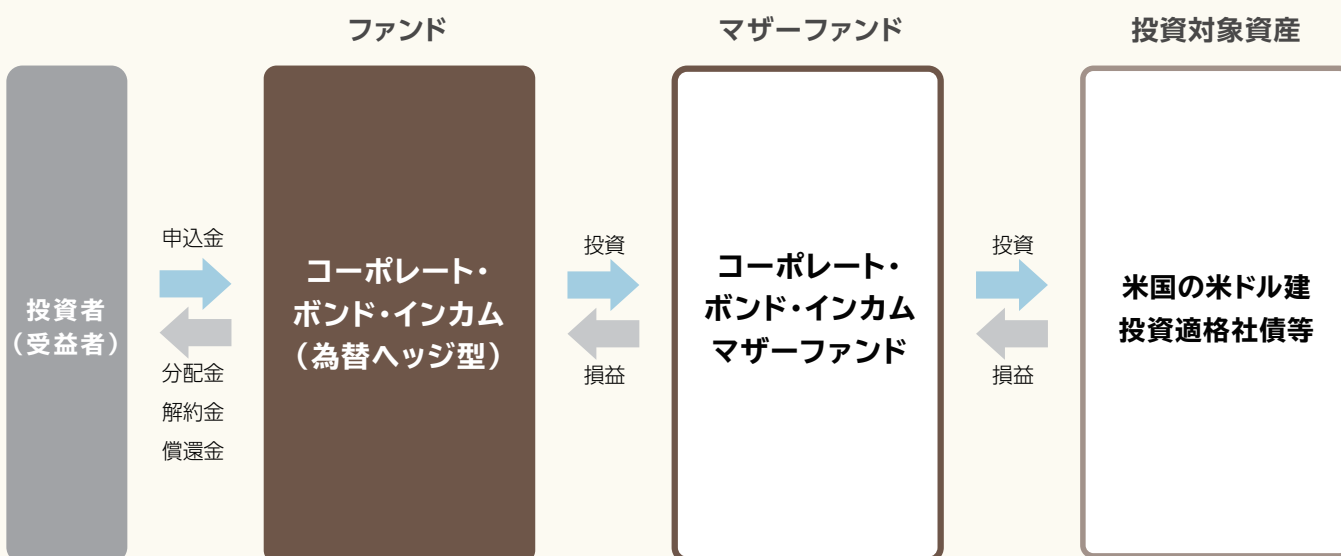 ファンド
マザーファンド
投資対象資産
投資者
（受益者）
申込金
分配金
解約金
償還金
コーポレート・
ボンド・インカム
（為替ヘッジ型）
投資
損益
コーポレート・
ボンド・インカム
マザーファンド
投資
損益
米国の米ドル建
投資適格社債等